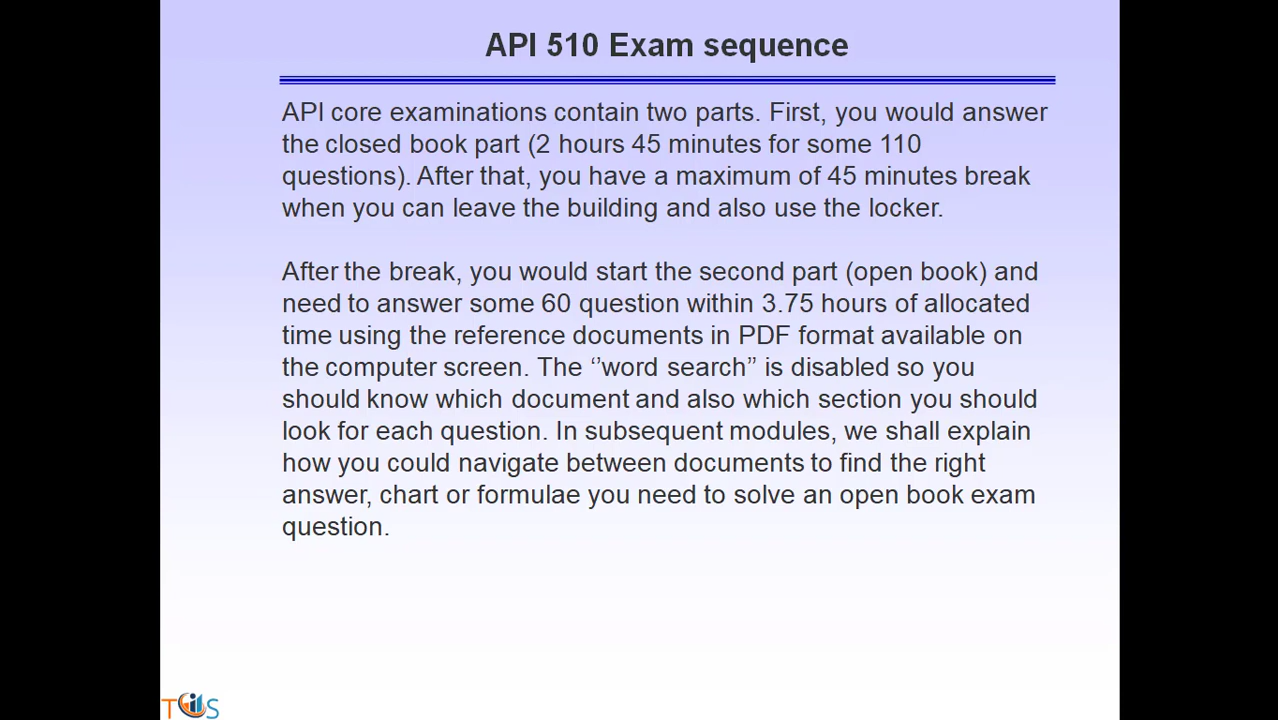 API 510 Exam sequence
API core examinations contain two parts. First, you would answer
the closed book part (2 hours 45 minutes for some 110
questions). After that, you have a maximum of 45 minutes break
when you can leave the building and also use the locker.
After the break, you would start the second part (open book) and
need to answer some 60 question within 3.75 hours of allocated
time using the reference documents in PDF format available on
the computer screen. The ‘’word search’’ is disabled so you
should know which document and also which section you should
look for each question. In subsequent modules, we shall explain
how you could navigate between documents to find the right
answer, chart or formulae you need to solve an open book exam
question.